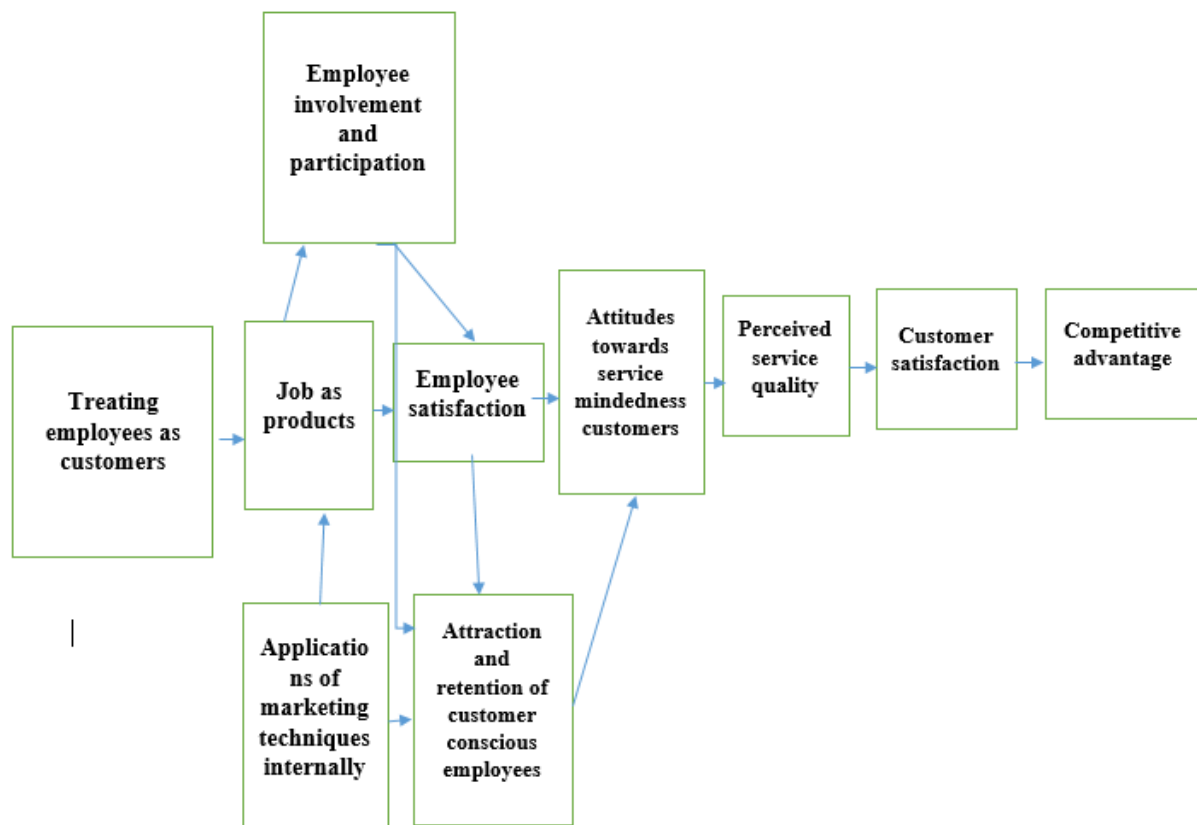 Employee
involvement
and
participation
Treating
employees as
customers
Job as
products
Employee
satisfaction
Attitudes
towards
service
mindedness
customers
Perceived
service
quality
Customer
satisfaction
Competitive
advantage
Applicatio
ns of
marketing
techniques
internally
Attraction
and
retention of
customer
conscious
employees